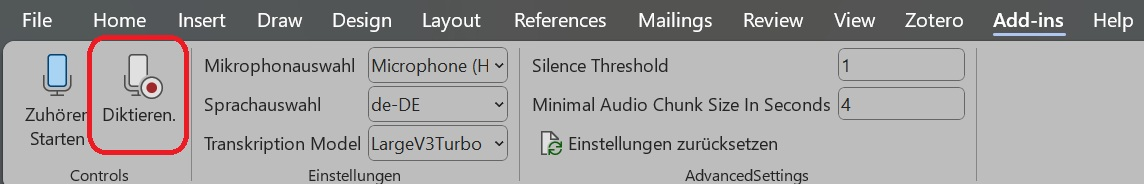 File Home Insert Draw Design Layout References Mailings Review View Zotero Add-ins Help
Zuhören
Starten
Diktieren.
Controls
Mikrophonauswahl Microphone (H
Sprachauswahl de-DE
Transkription Model LargeV3Turbo
Einstellungen
Silence Threshold 1
Minimal Audio Chunk Size In Seconds 4
Einstellungen zurücksetzen
AdvancedSettings